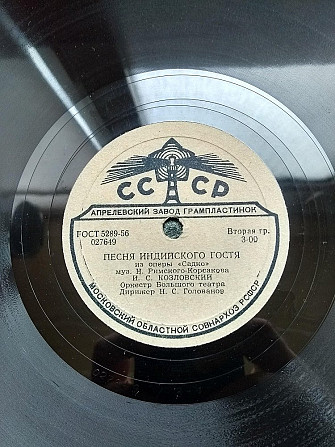 СССР
АПРЕЛЕВСКИЙ ЗАВОД ГРАМПЛАСТИНОК
ГОСТ 5289-56 Вторая гр.
027649 3-00
ПЕСНЯ ИНДИЙСКОГО ГОСТЯ
из оперы «Садко»
муз. Н. Римского-Корсакова
И. С. КОЗЛОВСКИЙ
Оркестр Большого театра
Дирижер Н. С. Голованов
МОСКОВСКИЙ ОБЛАСТНОЙ СОВНАРХОЗ РСФСР